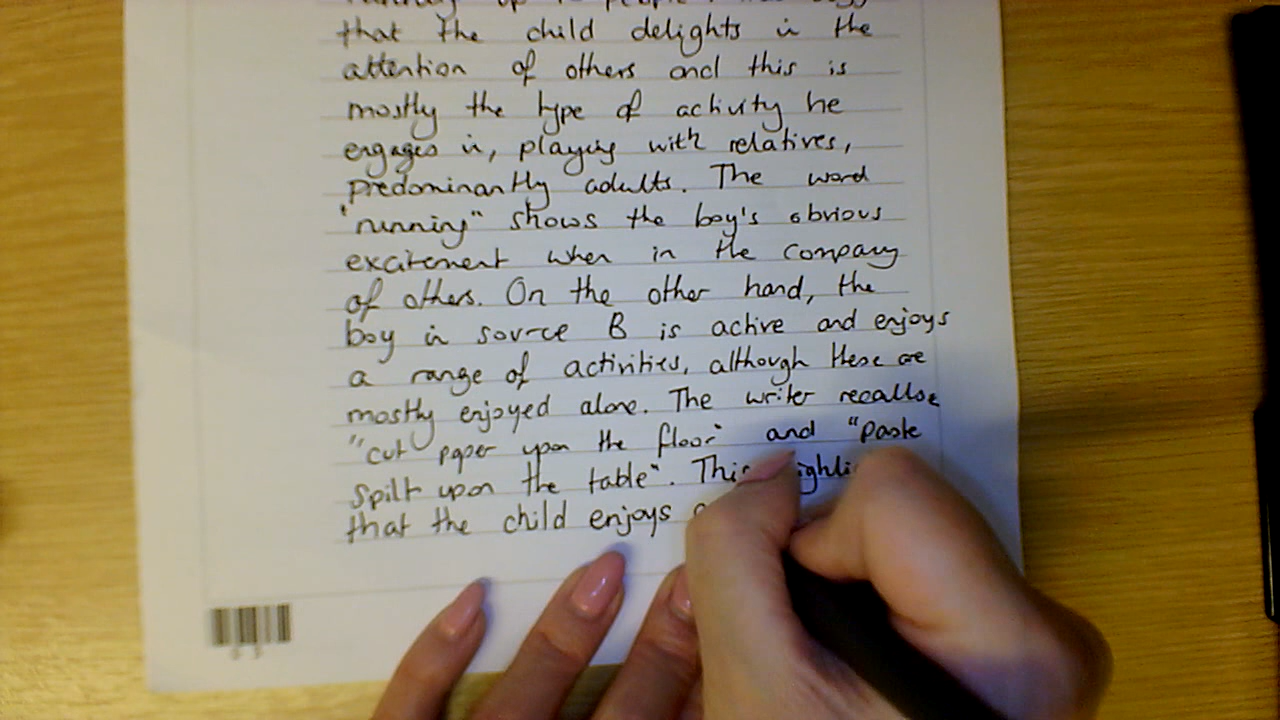 that the child delights in the
attention of others and this is
mostly the type of activity he
engages in, playing with relatives,
predominantly adults. The word
"running" shows the boy's obvious
excitement when in the company
of others. On the other hand, the
boy in source B is active and enjoys
a range of activities, although these are
mostly enjoyed alone. The writer recalls
"cut paper upon the floor" and "paste
spilt upon the table". This
that the child enjoys